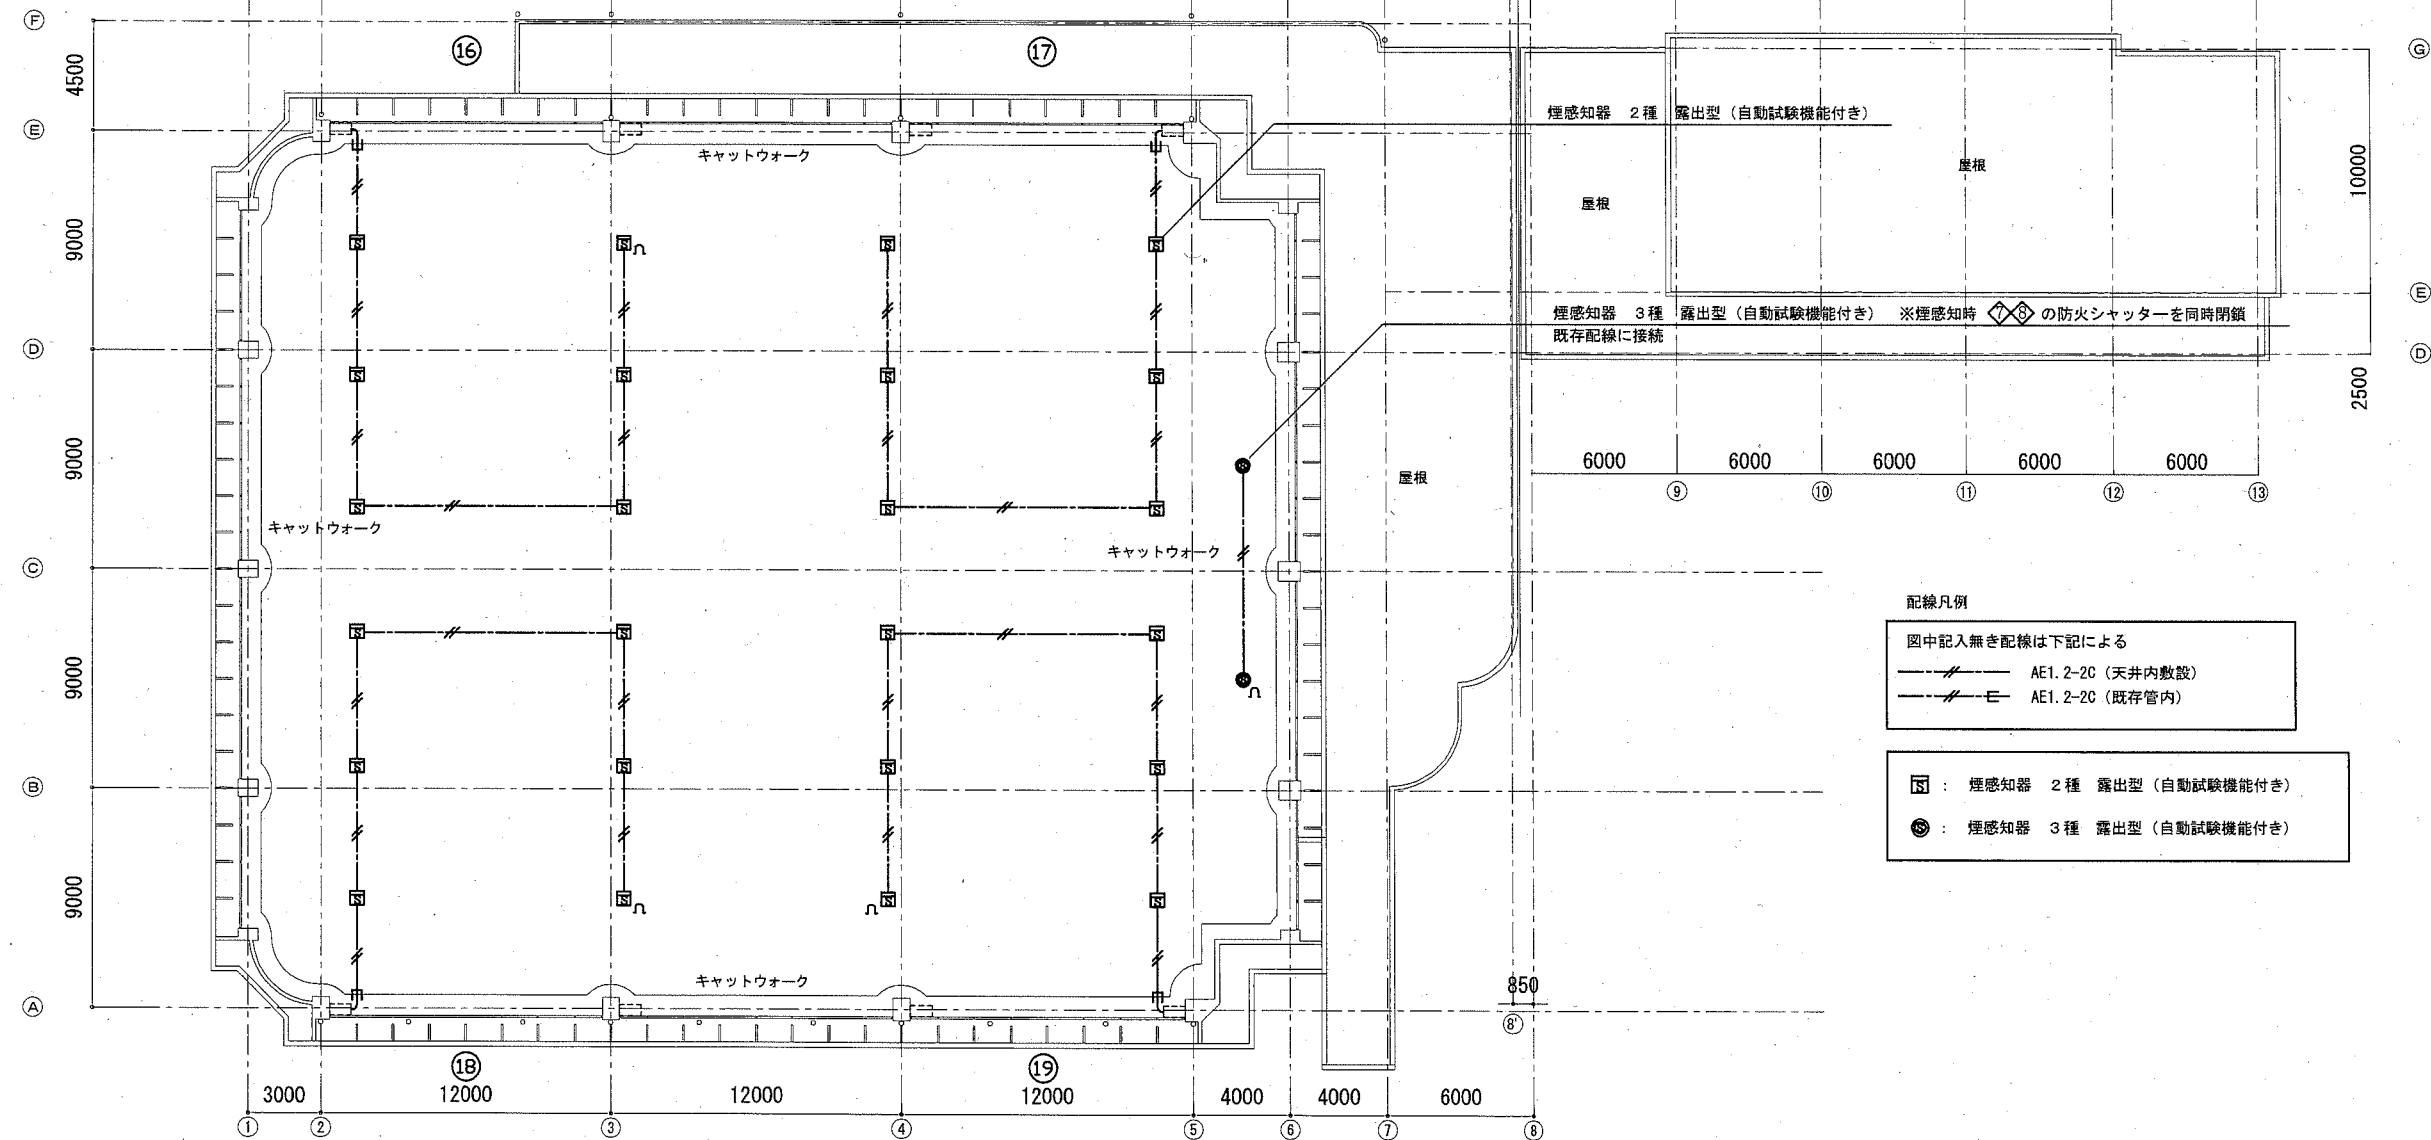 Ⓕ
⑯
⑰
Ⓖ
4500
煙感知器 2種 露出型（自動試験機能付き）
Ⓔ
キャットウォーク
屋根
10000
屋根
9000
Ⓔ
煙感知器 3種 露出型（自動試験機能付き） ※煙感知時 7 8 の防火シャッターを同時閉鎖
既存配線に接続
Ⓓ
Ⓓ
2500
9000
6000 6000 6000 6000 6000
屋根
⑨ ⑩ ⑪ ⑫ ⑬
キャットウォーク
キャットウォーク
Ⓒ
配線凡例
図中記入無き配線は下記による
AE1.2-2C（天井内敷設）
AE1.2-2C（既存管内）
9000
Ⓑ
S : 煙感知器 2種 露出型（自動試験機能付き）
S : 煙感知器 3種 露出型（自動試験機能付き）
9000
キャットウォーク
850
Ⓐ
8'
⑱
⑲
3000 12000 12000 12000 4000 4000 6000
① ② ③ ④ ⑤ ⑥ ⑦ ⑧